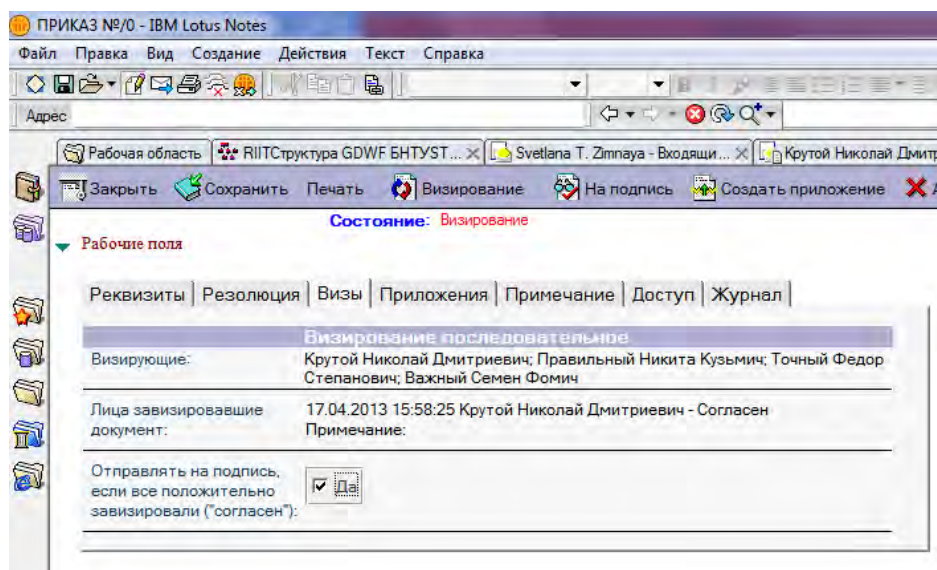 ПРИКАЗ №/0 - IBM Lotus Notes
Файл Правка Вид Создание Действия Текст Справка
Адрес
Рабочая область RIITСтруктура GDWF БНТУST... Svetlana T. Zimnaya - Входящи... Крутой Николай Дмитр
Закрыть Сохранить Печать Визирование На подпись Создать приложение
Состояние: Визирование
Рабочие поля
Реквизиты Резолюция Визы Приложения Примечание Доступ Журнал
Визирование последовательное
Визирующие: Крутой Николай Дмитриевич; Правильный Никита Кузьмич; Точный Федор
Степанович; Важный Семен Фомич
Лица завизировавшие 17.04.2013 15:58:25 Крутой Николай Дмитриевич - Согласен
документ: Примечание:
Отправлять на подпись,
если все положительно Да
завизировали ("согласен"):